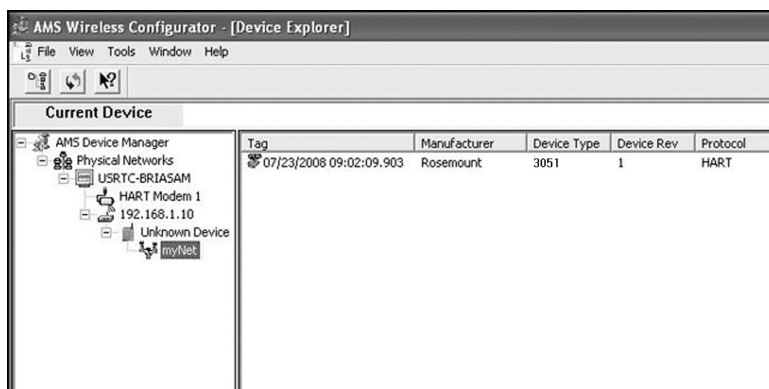 AMS Wireless Configurator - [Device Explorer]
File View Tools Window Help
Current Device
AMS Device Manager
Physical Networks
USRTC-BRIASAM
HART Modem 1
192.168.1.10
Unknown Device
myNet
Tag Manufacturer Device Type Device Rev Protocol
07/23/2008 09:02:09.903 Rosemount 3051 1 HART